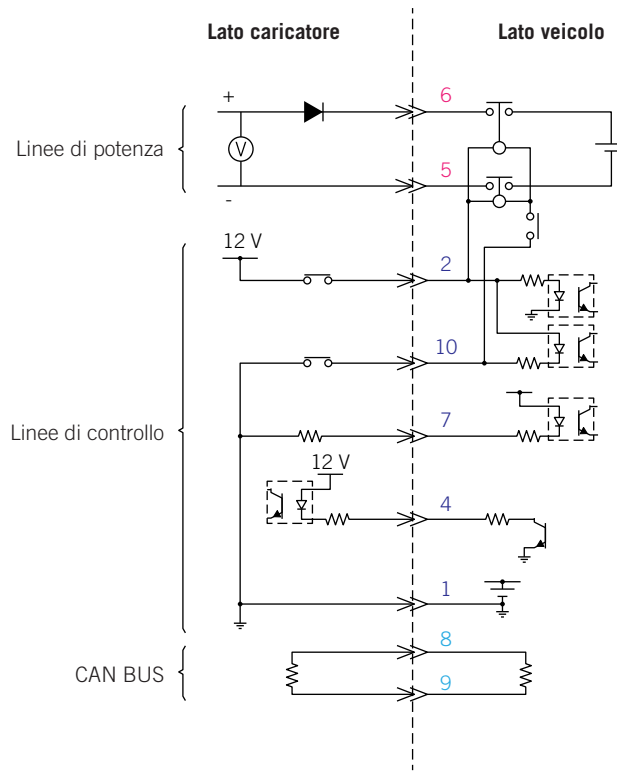 Lato caricatore
Lato veicolo
+
6
Linee di potenza
V
5
-
12 V
2
10
7
Linee di controllo
12 V
4
1
8
CAN BUS
9